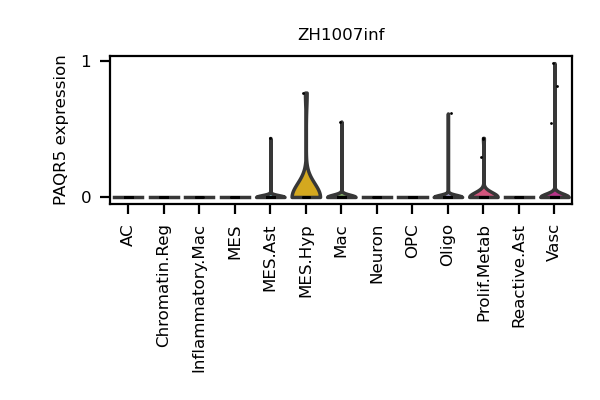 ZH1007inf
PAQR5 expression
1
0
AC
Chromatin.Reg
Inflammatory.Mac
MES
MES.Ast
MES.Hyp
Mac
Neuron
OPC
Oligo
Prolif.Metab
Reactive.Ast
Vasc